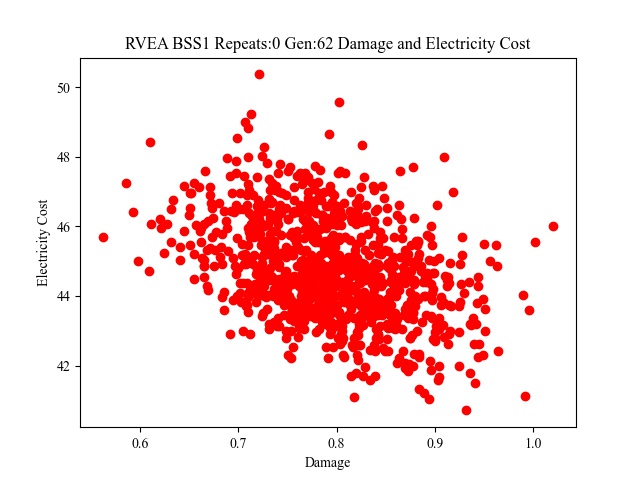 RVEA BSS1 Repeats:0 Gen:62 Damage and Electricity Cost
50
48
46
44
42
Electricity Cost
0.6 0.7 0.8 0.9 1.0
Damage